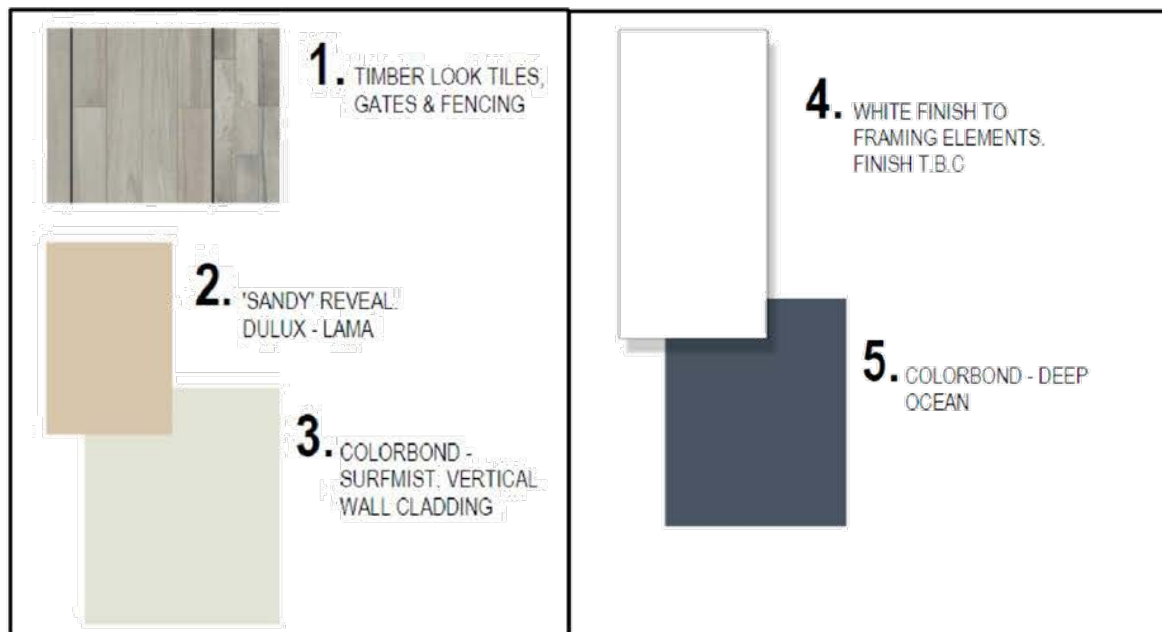 1. TIMBER LOOK TILES,
GATES & FENCING
2. 'SANDY' REVEAL.
DULUX - LAMA
3. COLORBOND -
SURFMIST. VERTICAL
WALL CLADDING
4. WHITE FINISH TO
FRAMING ELEMENTS.
FINISH T.B.C
5. COLORBOND - DEEP
OCEAN